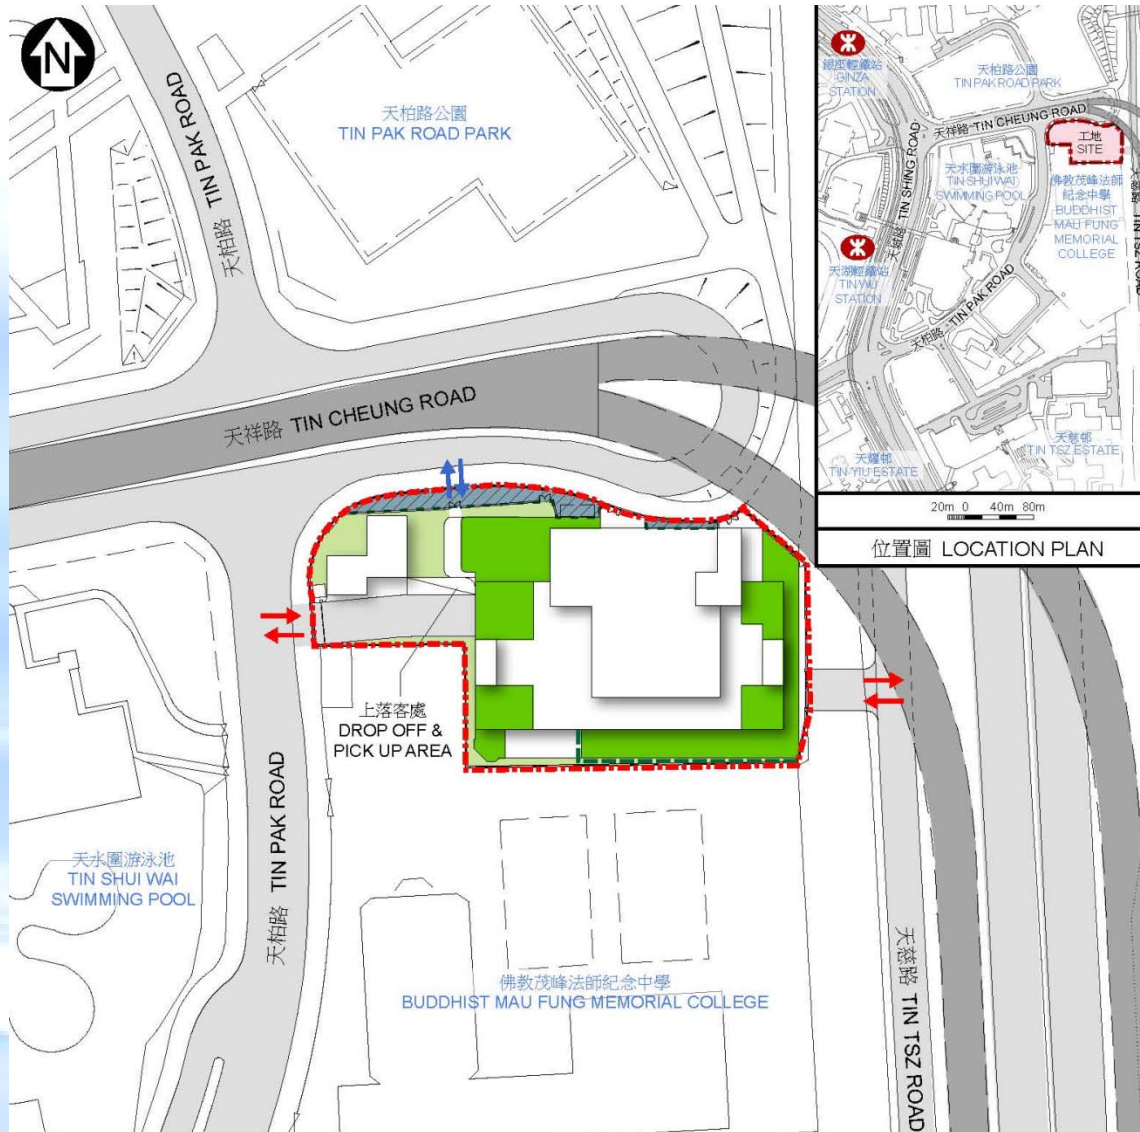 N
天柏路 TIN PAK ROAD
天柏路公園
TIN PAK ROAD PARK
天祥路 TIN CHEUNG ROAD
上落客處
DROP OFF &
PICK UP AREA
天柏路 TIN PAK ROAD
天水圍游泳池
TIN SHUI WAI
SWIMMING POOL
佛教茂峰法師紀念中學
BUDDHIST MAU FUNG MEMORIAL COLLEGE
天慈路 TIN TSZ ROAD
銀座輕鐵站
GINZA
STATION
天柏路公園
TIN PAK ROAD PARK
天祥路 TIN CHEUNG ROAD
工地
SITE
天城路 TIN SHING ROAD
天水圍游泳池
TIN SHUI WAI
SWIMMING POOL
佛教茂峰法師
紀念中學
BUDDHIST
MAU FUNG
MEMORIAL
COLLEGE
天慈路 TIN TSZ ROAD
天湖輕鐵站
TIN WU
STATION
天柏路 TIN PAK ROAD
天耀邨
TIN YIU ESTATE
天慈邨
TIN TSZ ESTATE
20m 0 40m 80m
位置圖 LOCATION PLAN